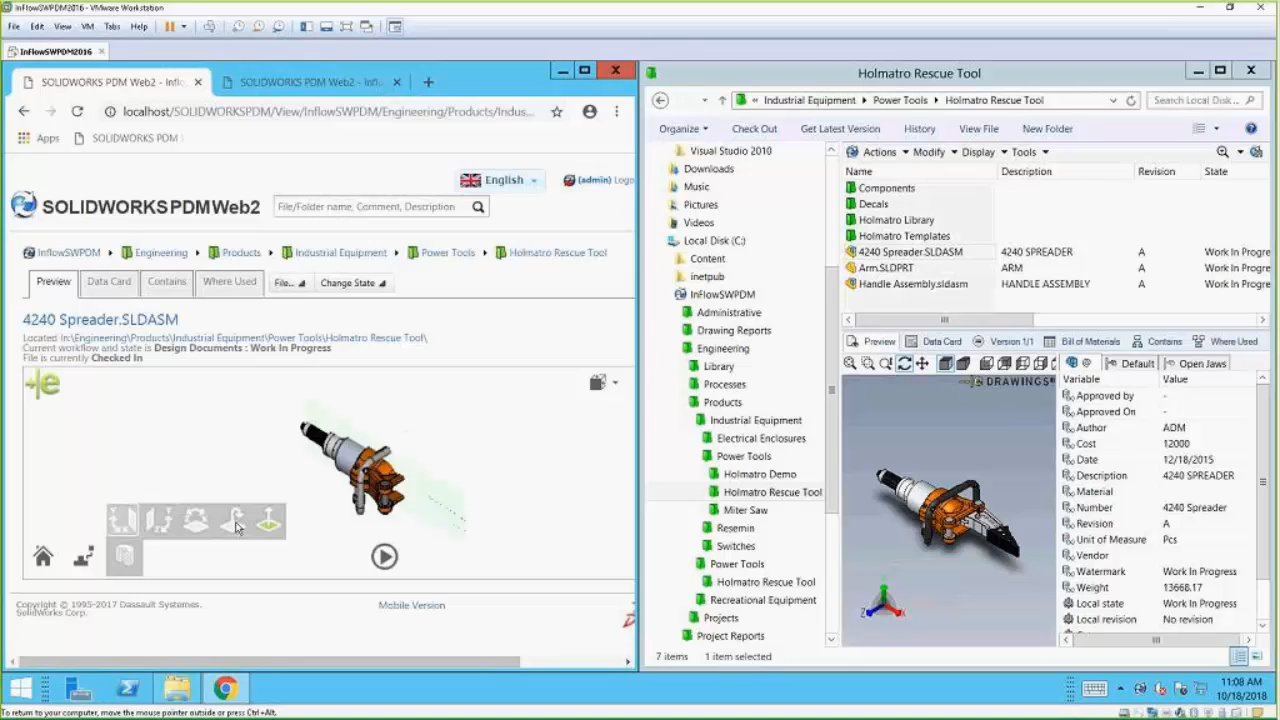 InFlowSWPDM2016 - VMware Workstation
File Edit View VM Tabs Help
InFlowSWPDM2016
SOLIDWORKS PDM Web2 - Inflc
SOLIDWORKS PDM Web2 - Infl
localhost/SOLIDWORKSPDM/View/InflowSWPDM/Engineering/Products/Indus...
Apps SOLIDWORKS PDM
English
(admin) Logo
SOLIDWORKSPDMWeb2
File/Folder name, Comment, Description
InflowSWPDM Engineering Products Industrial Equipment Power Tools Holmatro Rescue Tool
Preview Data Card Contains Where Used File... Change State
4240 Spreader.SLDASM
Located In:\Engineering\Products\Industrial Equipment\Power Tools\Holmatro Rescue Tool\
Current workflow and state is Design Documents : Work In Progress
File is currently Checked In
e
Copyright © 1995-2017 Dassault Systemes.
SolidWorks Corp.
Mobile Version
Holmatro Rescue Tool
« Industrial Equipment Power Tools Holmatro Rescue Tool
Search Local Disk...
Organize Check Out Get Latest Version History View File New Folder
Visual Studio 2010
Downloads
Music
Pictures
Videos
Local Disk (C:)
Content
inetpub
InFlowSWPDM
Administrative
Drawing Reports
Engineering
Library
Processes
Products
Industrial Equipment
Electrical Enclosures
Power Tools
Holmatro Demo
Holmatro Rescue Tool
Miter Saw
Resemin
Switches
Power Tools
Holmatro Rescue Tool
Recreational Equipment
Projects
Project Reports
Actions Modify Display Tools
Name Description Revision State
Components
Decals
Holmatro Library
Holmatro Templates
4240 Spreader.SLDASM 4240 SPREADER A Work In Progre
Arm.SLDPRT ARM A Work In Progre
Handle Assembly.sldasm HANDLE ASSEMBLY A Work In Progre
Preview Data Card Version 1/1 Bill of Materials Contains Where Used
Default Open Jaws
DRAWINGS
Z X
Variable Value
Approved by -
Approved On -
Author ADM
Cost 12000
Date 12/18/2015
Description 4240 SPREADER
Material
Number 4240 Spreader
Revision A
Unit of Measure Pcs
Vendor
Watermark Work In Progress
Weight 13668.17
Local state Work In Progress
Local revision No revision
7 items 1 item selected
11:08 AM
10/18/2018
To return to your computer, move the mouse pointer outside or press Ctrl+Alt.